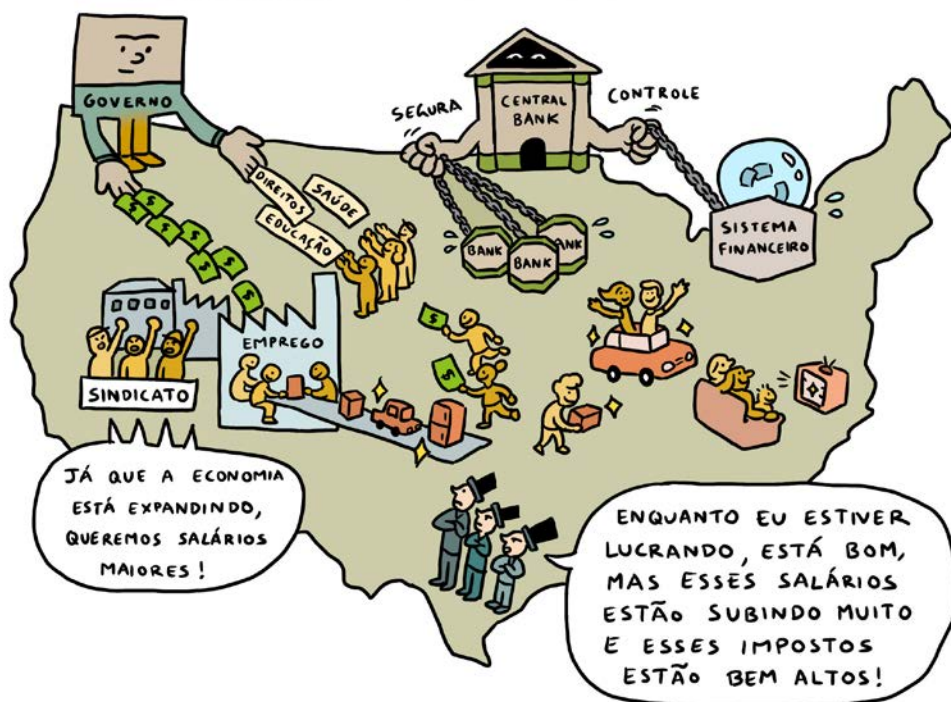 GOVERNO
SEGURA
CENTRAL
BANK
CONTROLE
DIREITOS
SAÚDE
EDUCAÇÃO
$
$
$
$
$
$
$
BANK
BANK
BANK
SISTEMA
FINANCEIRO
EMPREGO
$
$
SINDICATO
JÁ QUE A ECONOMIA
ESTÁ EXPANDINDO,
QUEREMOS SALÁRIOS
MAIORES!
ENQUANTO EU ESTIVER
LUCRANDO, ESTÁ BOM,
MAS ESSES SALÁRIOS
ESTÃO SUBINDO MUITO
E ESSES IMPOSTOS
ESTÃO BEM ALTOS!